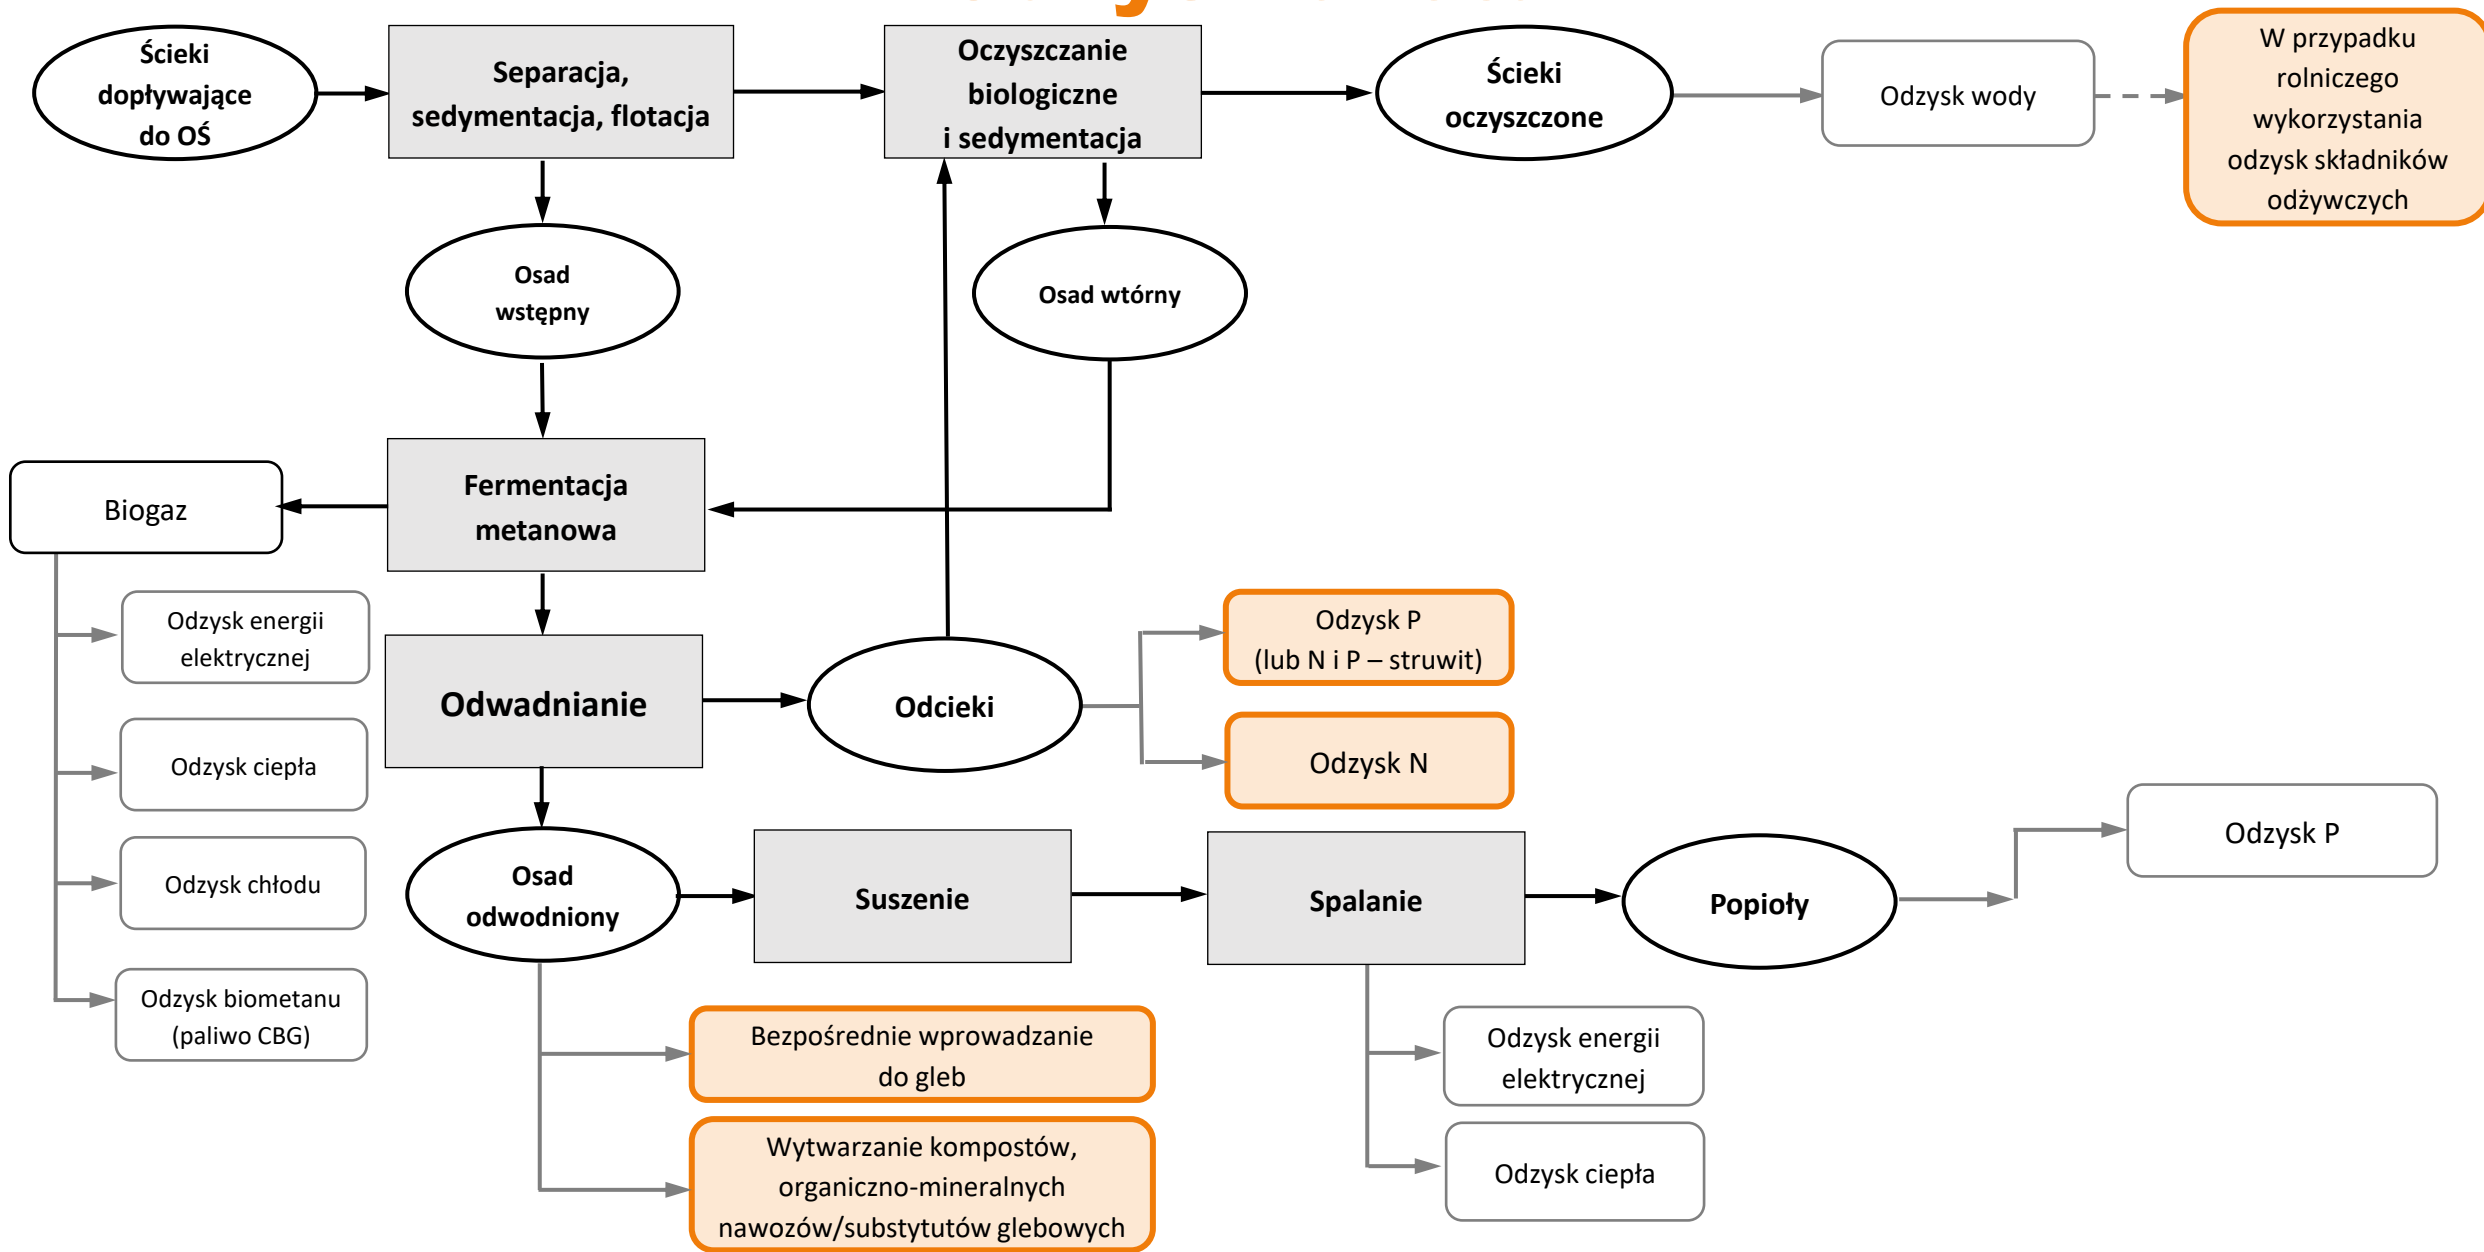 Ścieki
dopływające
do OŚ
Separacja,
sedymentacja, flotacja
Oczyszczanie
biologiczne
i sedymentacja
Ścieki
oczyszczone
Odzysk wody
W przypadku
rolniczego
wykorzystania
odzysk składników
odżywczych
Osad
wstępny
Osad wtórny
Fermentacja
metanowa
Biogaz
Odzysk energii
elektrycznej
Odzysk ciepła
Odzysk chłodu
Odzysk biometanu
(paliwo CBG)
Odwadnianie
Odcieki
Odzysk P
(lub N i P – struwit)
Odzysk N
Osad
odwodniony
Suszenie
Spalanie
Popioły
Odzysk P
Bezpośrednie wprowadzanie
do gleb
Wytwarzanie kompostów,
organiczno-mineralnych
nawozów/substytutów glebowych
Odzysk energii
elektrycznej
Odzysk ciepła